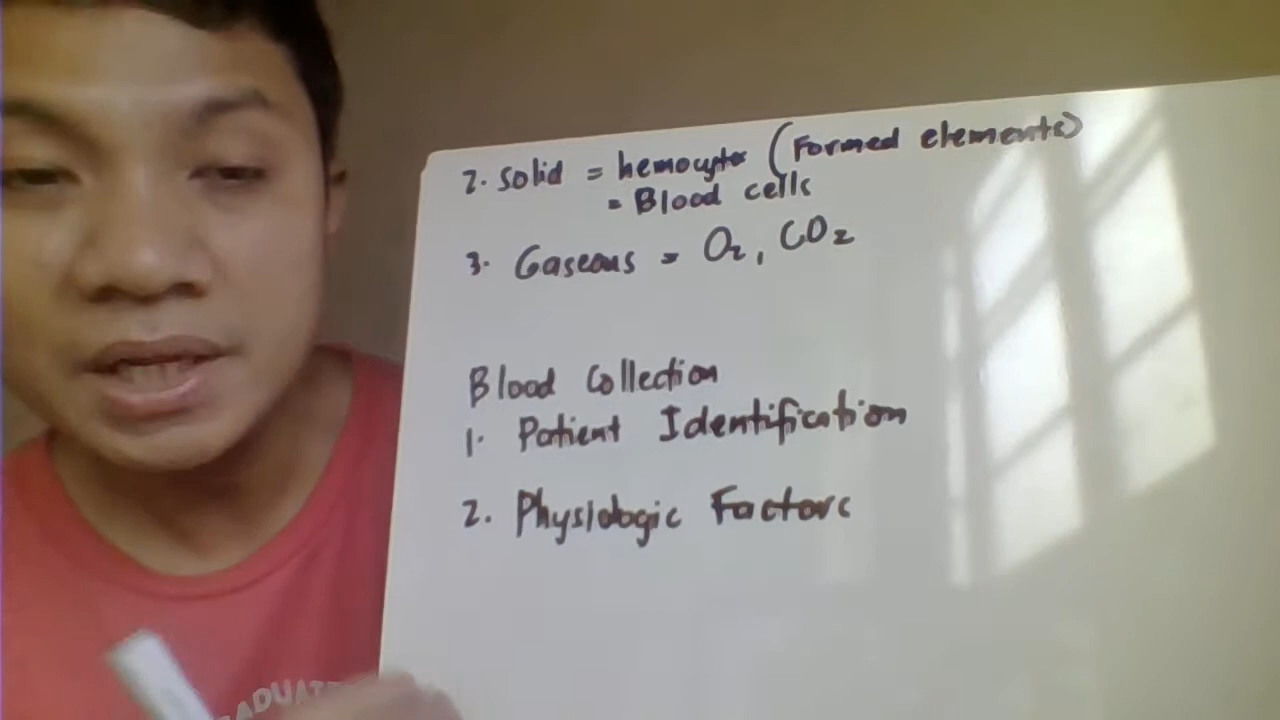 2. Solid = hemocytes (Formed elements)
= Blood cells
3. Gaseous = O2, CO2
Blood Collection
1. Patient Identification
2. Physiologic Factors